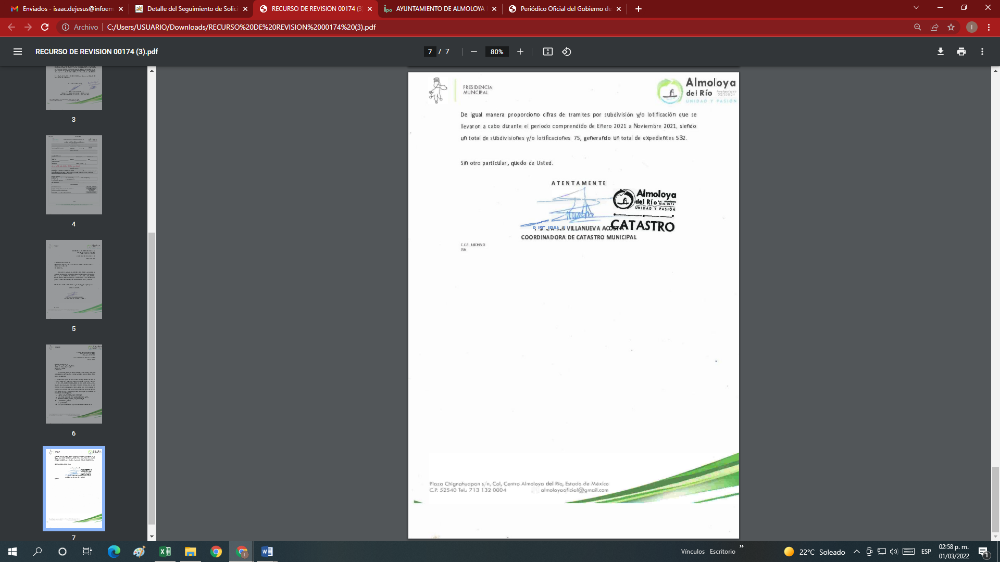 Enviados - isaac.dejesus@infoem
Detalle del Seguimiento de Solici
RECURSO DE REVISION 00174 (3)
AYUNTAMIENTO DE ALMOLOYA
Periódico Oficial del Gobierno de
Archivo
C:/Users/USUARIO/Downloads/RECURSO%20DE%20REVISION%2000174%20(3).pdf
RECURSO DE REVISION 00174 (3).pdf
7 / 7
80%
3
4
5
6
7
PRESIDENCIA
MUNICIPAL
Almoloya
del Río
UNIDAD Y PASIÓN
De igual manera proporciono cifras de tramites por subdivisión y/o lotificación que se
llevaron a cabo durante el periodo comprendido de Enero 2021 a Noviembre 2021, siendo
un total de subdivisiones y/o lotificaciones 75, generando un total de expedientes 532.
Sin otro particular, quedo de Usted.
ATENTAMENTE
Almoloya
del Río
UNIDAD Y PASIÓN
CATASTRO
VILLANUEVA ACOSTA
COORDINADORA DE CATASTRO MUNICIPAL
C.C.P. ARCHIVO
IVA
Plaza Chignahuapan s/n, Col, Centro Almoloya del Río, Estado de México
C.P. 52540 Tel.: 713 132 0004 almoloyaoficial@gmail.com
Vínculos Escritorio
22°C Soleado
ESP
02:58 p. m.
01/03/2022
1